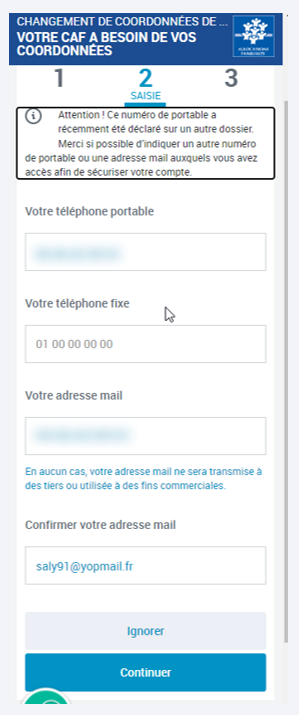 CHANGEMENT DE COORDONNÉES DE ...
VOTRE CAF A BESOIN DE VOS
COORDONNÉES
1
2
3
SAISIE
Attention ! Ce numéro de portable a
récemment été déclaré sur un autre dossier.
Merci si possible d'indiquer un autre numéro
de portable ou une adresse mail auxquels vous avez
accès afin de sécuriser votre compte.
Votre téléphone portable
Votre téléphone fixe
01 00 00 00 00
Votre adresse mail
En aucun cas, votre adresse mail ne sera transmise à
des tiers ou utilisée à des fins commerciales.
Confirmer votre adresse mail
saly91@yopmail.fr
Ignorer
Continuer